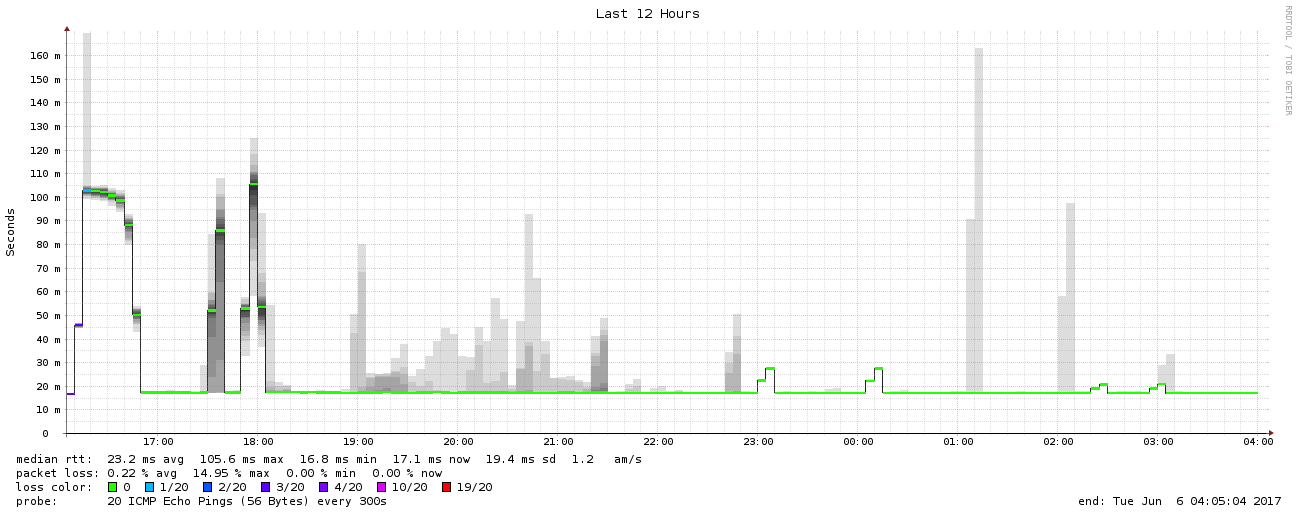 Last 12 Hours
RRDTOOL / TOBI OETIKER
Seconds
160 m
150 m
140 m
130 m
120 m
110 m
100 m
90 m
80 m
70 m
60 m
50 m
40 m
30 m
20 m
10 m
0
17:00 18:00 19:00 20:00 21:00 22:00 23:00 00:00 01:00 02:00 03:00 04:00
median rtt: 23.2 ms avg 105.6 ms max 16.8 ms min 17.1 ms now 19.4 ms sd 1.2 am/s
packet loss: 0.22 % avg 14.95 % max 0.00 % min 0.00 % now
loss color: 0 1/20 2/20 3/20 4/20 10/20 19/20
probe: 20 ICMP Echo Pings (56 Bytes) every 300s end: Tue Jun 6 04:05:04 2017